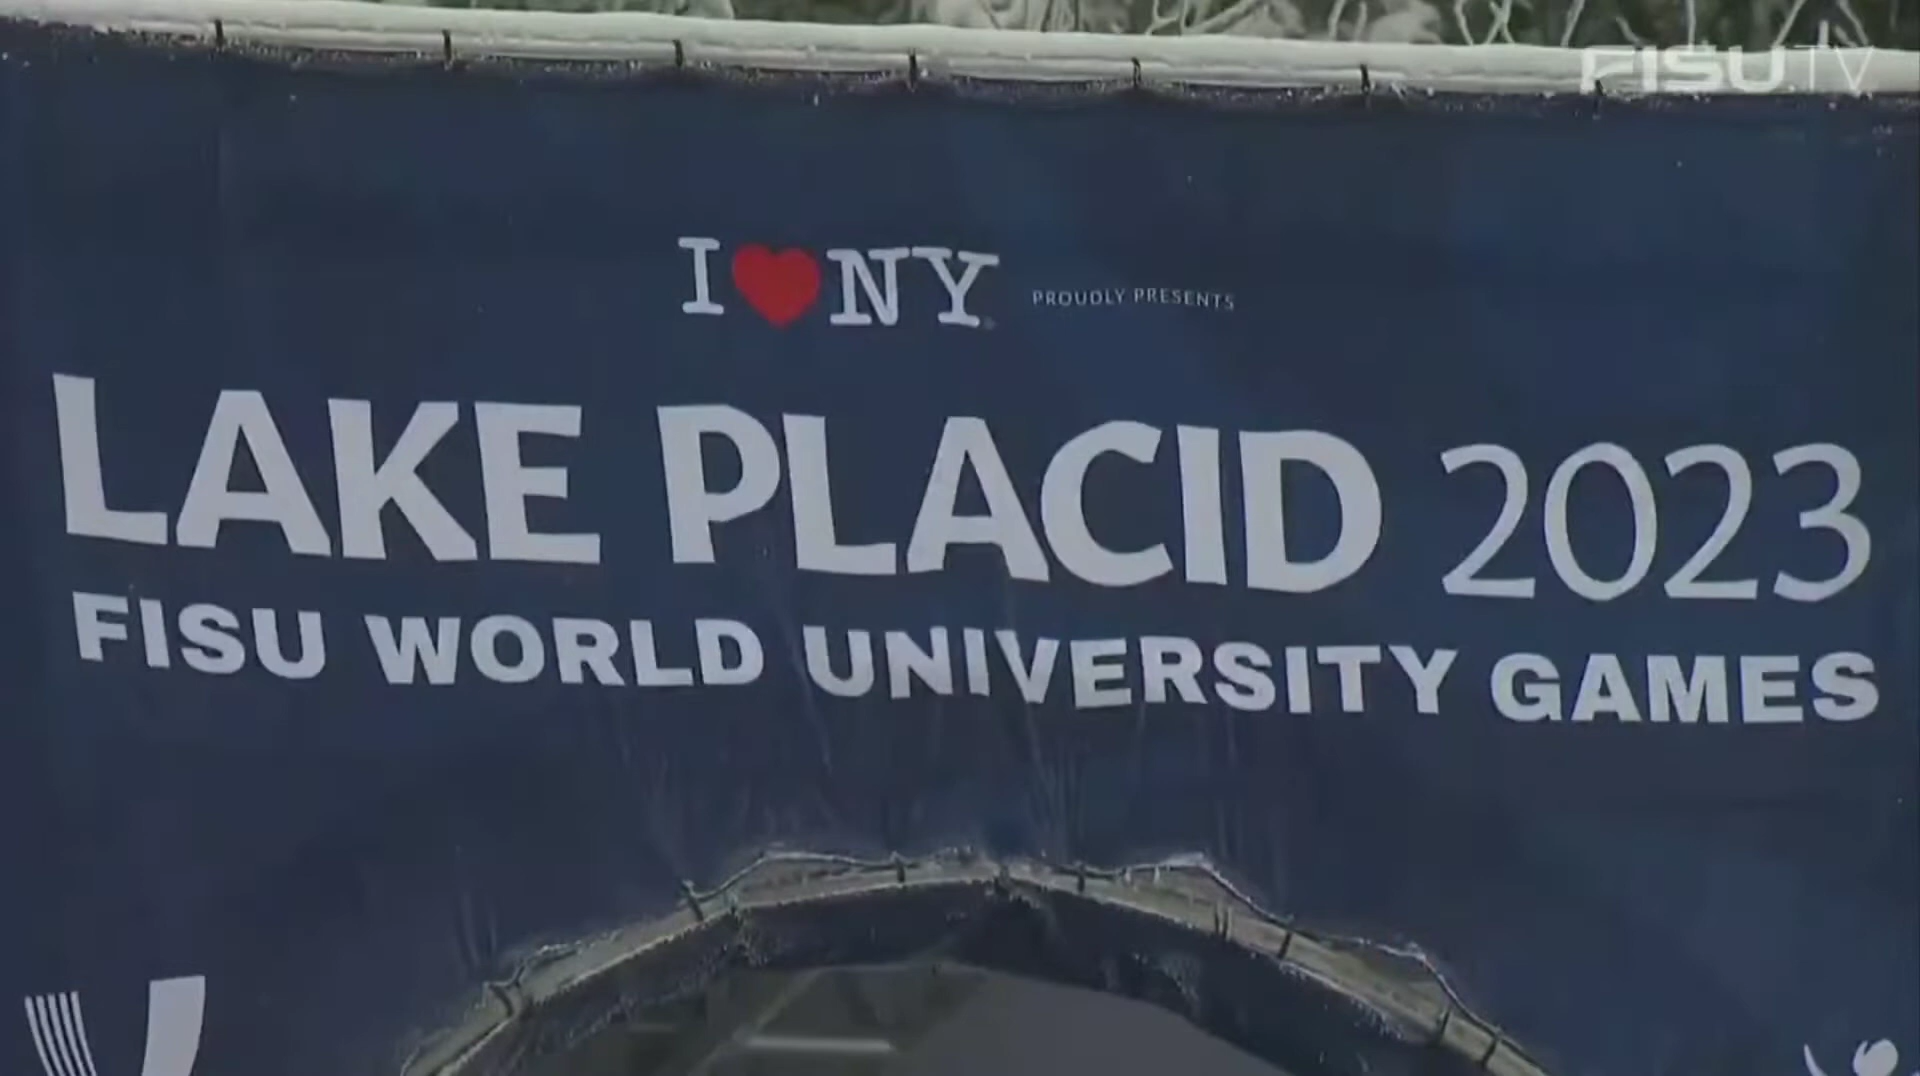 FISU.TV
I ❤ NY PROUDLY PRESENTS
LAKE PLACID 2023
FISU WORLD UNIVERSITY GAMES